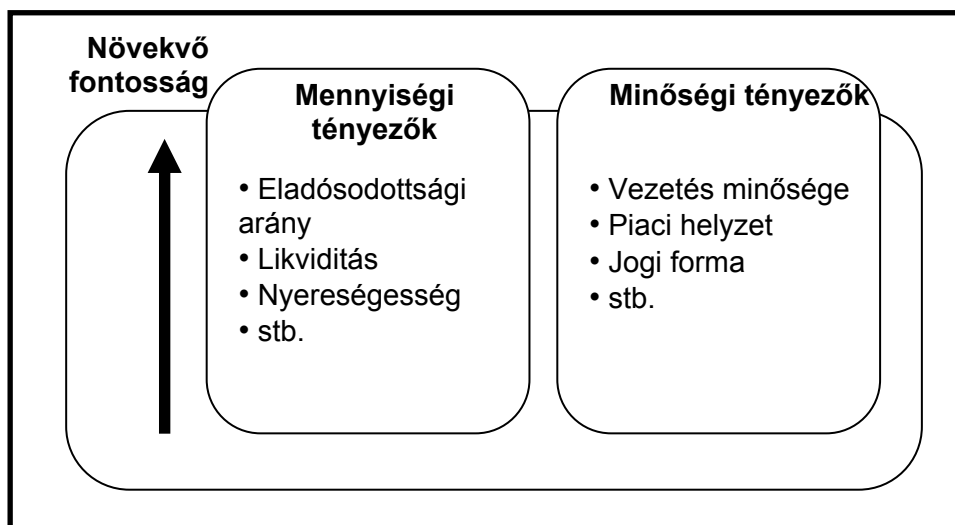 Növekvő
fontosság
Mennyiségi
tényezők
• Eladósodottsági
arány
• Likviditás
• Nyereségesség
• stb.
Minőségi tényezők
• Vezetés minősége
• Piaci helyzet
• Jogi forma
• stb.